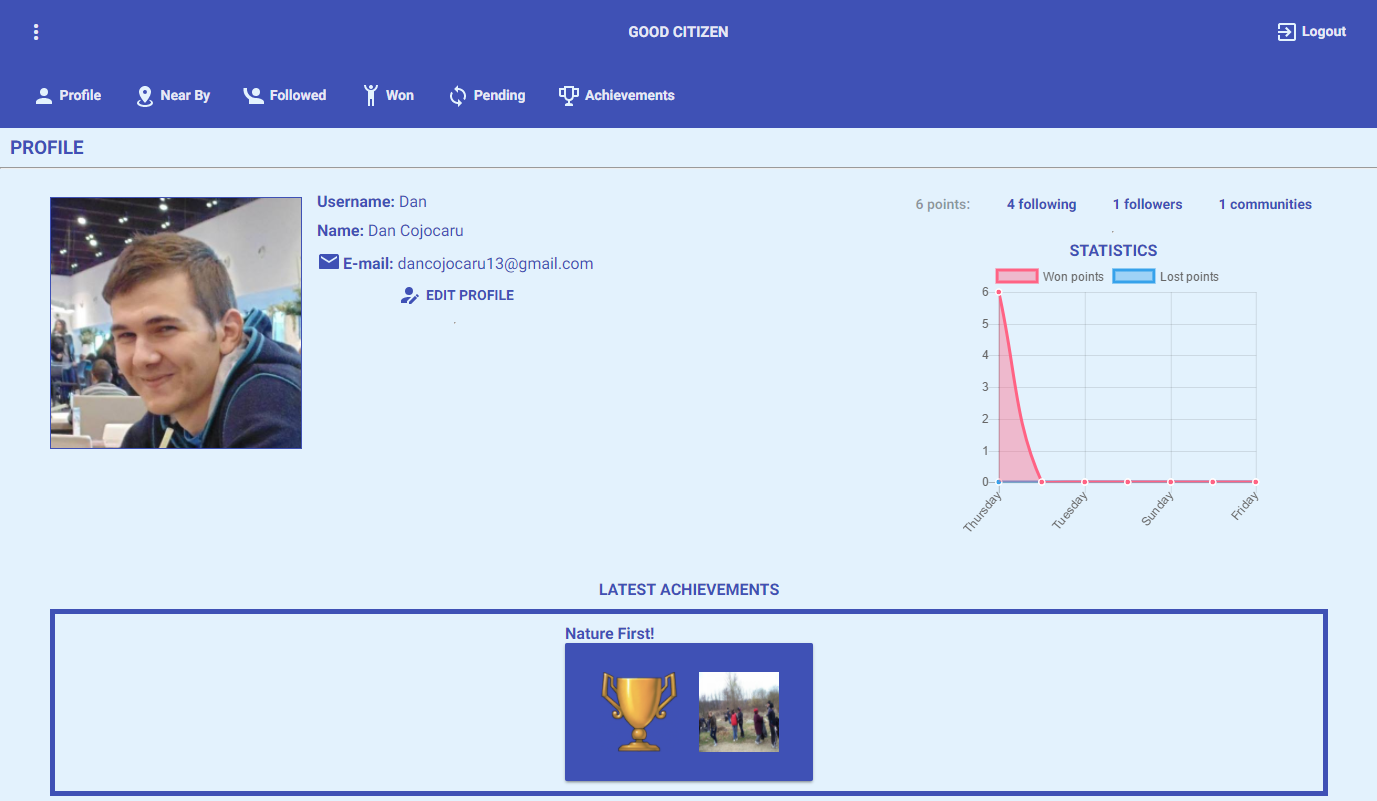 GOOD CITIZEN
Logout
Profile
Near By
Followed
Won
Pending
Achievements
PROFILE
Username: Dan
Name: Dan Cojocaru
E-mail: dancojocaru13@gmail.com
EDIT PROFILE
6 points:
4 following
1 followers
1 communities
STATISTICS
Won points
Lost points
6
5
4
3
2
1
0
Thursday
Tuesday
Sunday
Friday
LATEST ACHIEVEMENTS
Nature First!